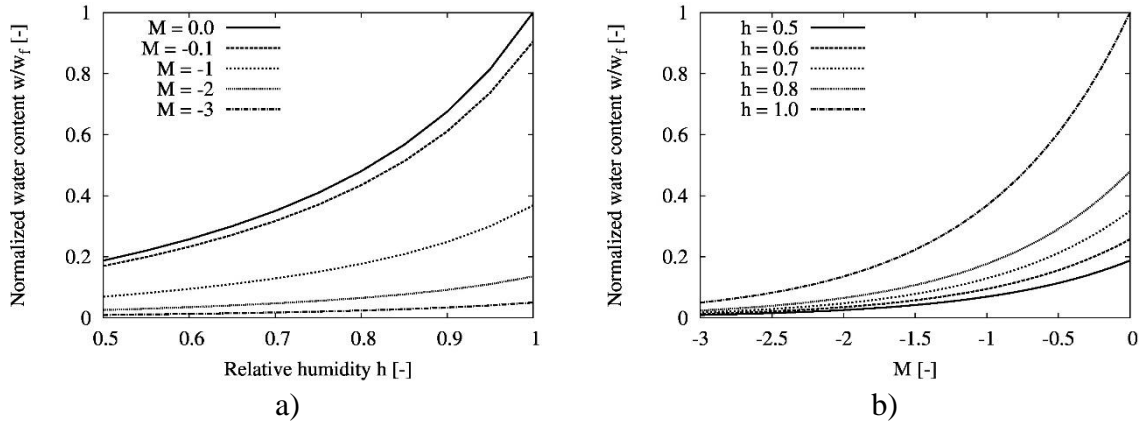 Normalized water content w/wf [-]
1
0.8
0.6
0.4
0.2
0
M = 0.0
M = -0.1
M = -1
M = -2
M = -3
0.5 0.6 0.7 0.8 0.9 1
Relative humidity h [-]
a)
Normalized water content w/wf [-]
1
0.8
0.6
0.4
0.2
0
h = 0.5
h = 0.6
h = 0.7
h = 0.8
h = 1.0
-3 -2.5 -2 -1.5 -1 -0.5 0
M [-]
b)